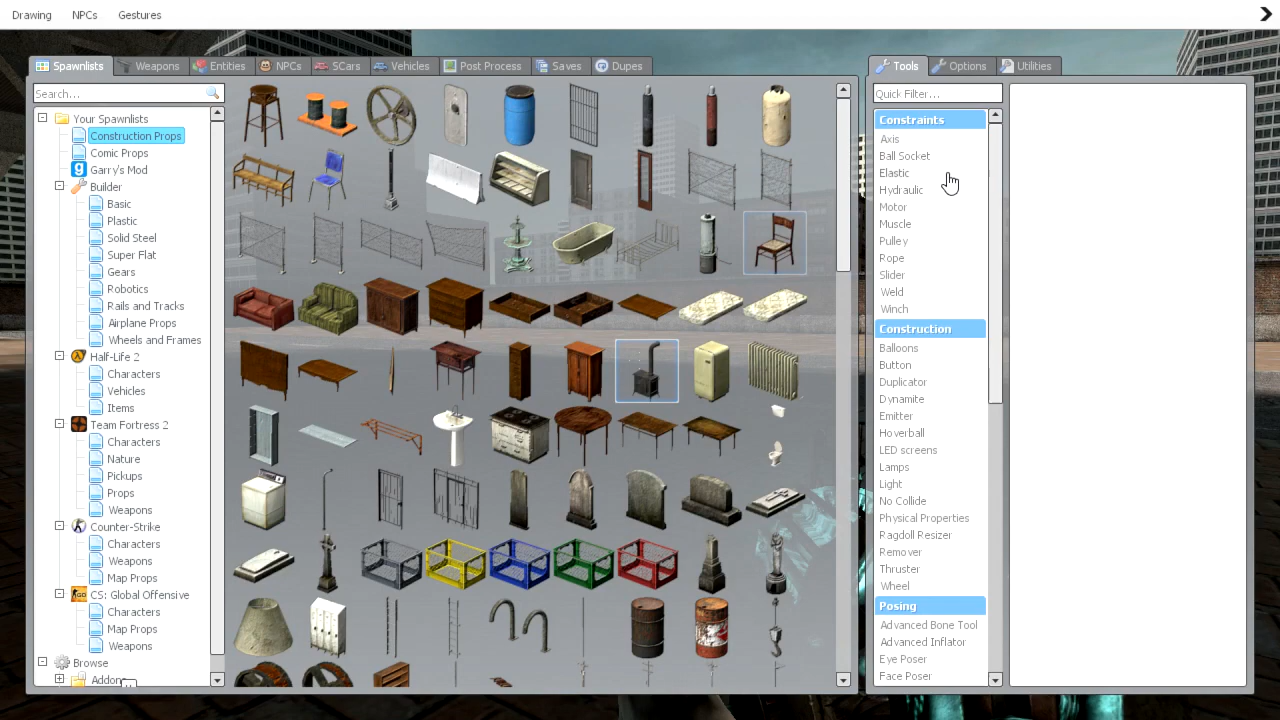 Drawing NPCs Gestures
Spawnlists Weapons Entities NPCs SCars Vehicles Post Process Saves Dupes
Tools Options Utilities
Search...
Your Spawnlists
Construction Props
Comic Props
Garry's Mod
Builder
Basic
Plastic
Solid Steel
Super Flat
Gears
Robotics
Rails and Tracks
Airplane Props
Wheels and Frames
Half-Life 2
Characters
Vehicles
Items
Team Fortress 2
Characters
Nature
Pickups
Props
Weapons
Counter-Strike
Characters
Weapons
Map Props
CS: Global Offensive
Characters
Map Props
Weapons
Browse
Addons
Quick Filter...
Constraints
Axis
Ball Socket
Elastic
Hydraulic
Motor
Muscle
Pulley
Rope
Slider
Weld
Winch
Construction
Balloons
Button
Duplicator
Dynamite
Emitter
Hoverball
LED screens
Lamps
Light
No Collide
Physical Properties
Ragdoll Resizer
Remover
Thruster
Wheel
Posing
Advanced Bone Tool
Advanced Inflator
Eye Poser
Face Poser